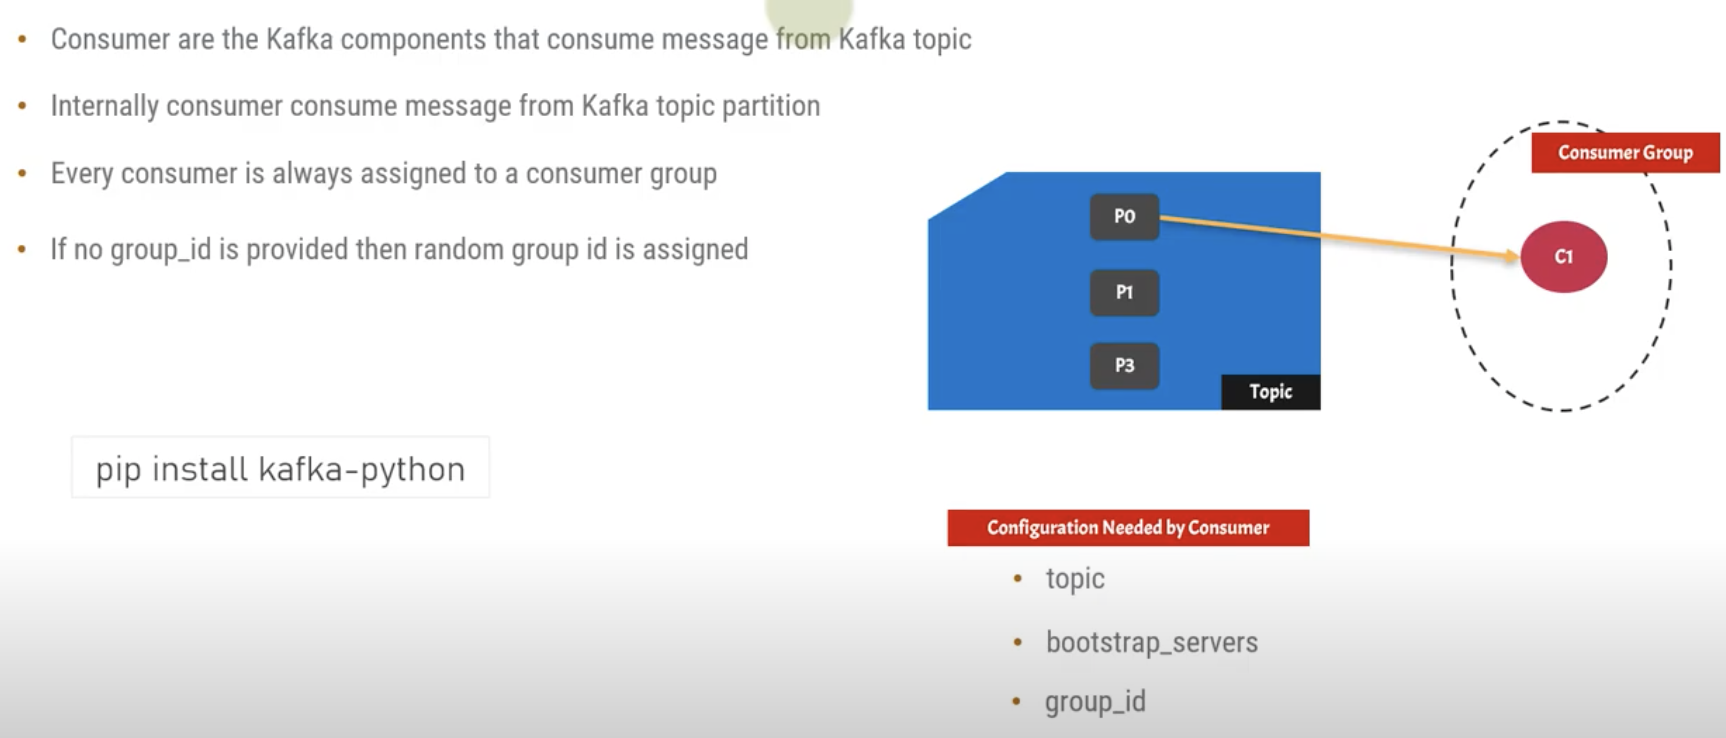 Consumer are the Kafka components that consume message from Kafka topic
Internally consumer consume message from Kafka topic partition
Every consumer is always assigned to a consumer group
If no group_id is provided then random group id is assigned
pip install kafka-python
Consumer Group
P0
C1
P1
P3
Topic
Configuration Needed by Consumer
topic
bootstrap_servers
group_id